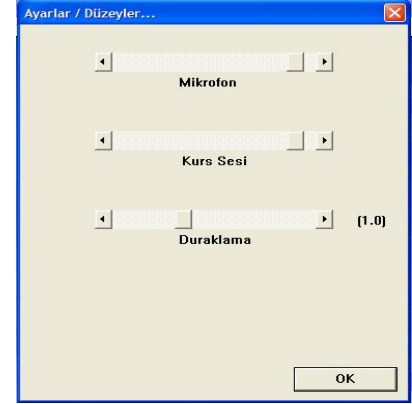 Ayarlar / Düzeyler...
Mikrofon
Kurs Sesi
Duraklama
(1.0)
OK